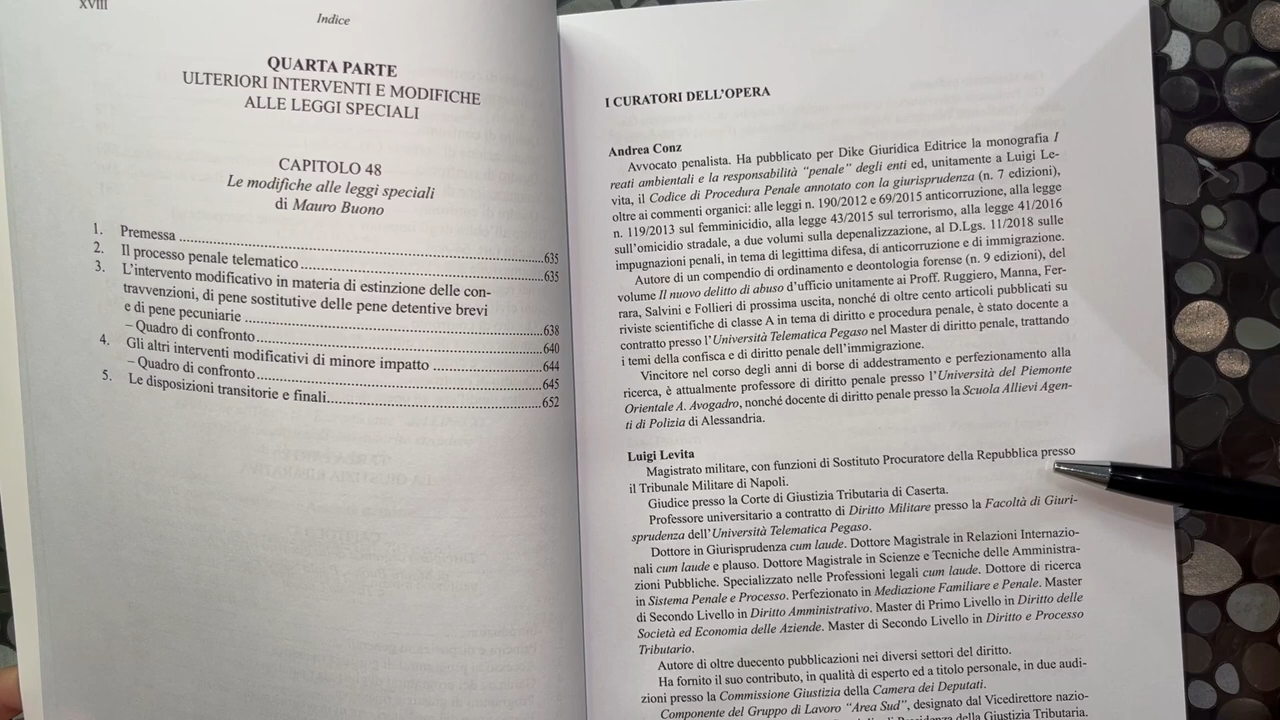 XVIII
Indice
QUARTA PARTE
ULTERIORI INTERVENTI E MODIFICHE
ALLE LEGGI SPECIALI
CAPITOLO 48
Le modifiche alle leggi speciali
di Mauro Buono
1. Premessa ........ 635
2. Il processo penale telematico ........ 635
3. L'intervento modificativo in materia di estinzione delle con-
travvenzioni, di pene sostitutive delle pene detentive brevi
e di pene pecuniarie ........ 638
– Quadro di confronto ........ 640
4. Gli altri interventi modificativi di minore impatto ........ 644
– Quadro di confronto ........ 645
5. Le disposizioni transitorie e finali ........ 652
I CURATORI DELL'OPERA
Andrea Conz
Avvocato penalista. Ha pubblicato per Dike Giuridica Editrice la monografia I
reati ambientali e la responsabilità "penale" degli enti ed, unitamente a Luigi Le-
vita, il Codice di Procedura Penale annotato con la giurisprudenza (n. 7 edizioni),
oltre ai commenti organici: alle leggi n. 190/2012 e 69/2015 anticorruzione, alla legge
n. 119/2013 sul femminicidio, alla legge 43/2015 sul terrorismo, alla legge 41/2016
sull'omicidio stradale, a due volumi sulla depenalizzazione, al D.Lgs. 11/2018 sulle
impugnazioni penali, in tema di legittima difesa, di anticorruzione e di immigrazione.
Autore di un compendio di ordinamento e deontologia forense (n. 9 edizioni), del
volume Il nuovo delitto di abuso d'ufficio unitamente ai Proff. Ruggiero, Manna, Fer-
rara, Salvini e Follieri di prossima uscita, nonché di oltre cento articoli pubblicati su
riviste scientifiche di classe A in tema di diritto e procedura penale, è stato docente a
contratto presso l'Università Telematica Pegaso nel Master di diritto penale, trattando
i temi della confisca e di diritto penale dell'immigrazione.
Vincitore nel corso degli anni di borse di addestramento e perfezionamento alla
ricerca, è attualmente professore di diritto penale presso l'Università del Piemonte
Orientale A. Avogadro, nonché docente di diritto penale presso la Scuola Allievi Agen-
ti di Polizia di Alessandria.
Luigi Levita
Magistrato militare, con funzioni di Sostituto Procuratore della Repubblica presso
il Tribunale Militare di Napoli.
Giudice presso la Corte di Giustizia Tributaria di Caserta.
Professore universitario a contratto di Diritto Militare presso la Facoltà di Giuri-
sprudenza dell'Università Telematica Pegaso.
Dottore in Giurisprudenza cum laude. Dottore Magistrale in Relazioni Internazio-
nali cum laude e plauso. Dottore Magistrale in Scienze e Tecniche delle Amministra-
zioni Pubbliche. Specializzato nelle Professioni legali cum laude. Dottore di ricerca
in Sistema Penale e Processo. Perfezionato in Mediazione Familiare e Penale. Master
di Secondo Livello in Diritto Amministrativo. Master di Primo Livello in Diritto delle
Società ed Economia delle Aziende. Master di Secondo Livello in Diritto e Processo
Tributario.
Autore di oltre duecento pubblicazioni nei diversi settori del diritto.
Ha fornito il suo contributo, in qualità di esperto ed a titolo personale, in due audi-
zioni presso la Commissione Giustizia della Camera dei Deputati.
Componente del Gruppo di Lavoro "Area Sud", designato dal Vicedirettore nazio-
della Giustizia Tributaria.